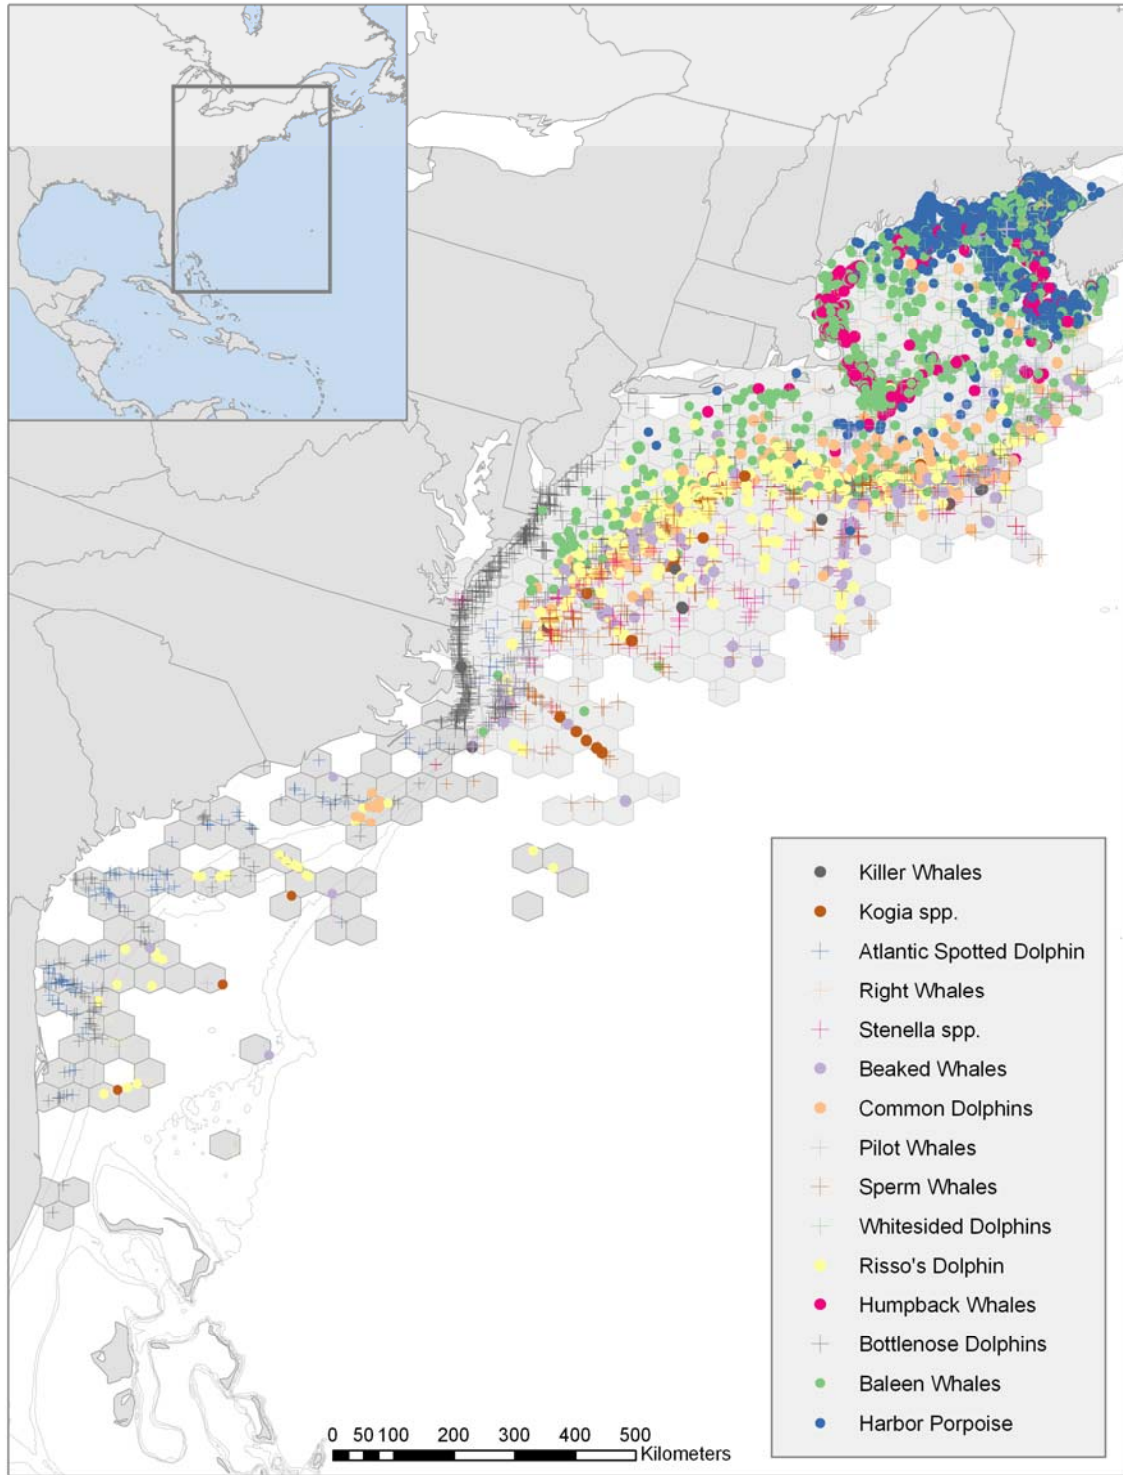 Killer Whales
Kogia spp.
Atlantic Spotted Dolphin
Right Whales
Stenella spp.
Beaked Whales
Common Dolphins
Pilot Whales
Sperm Whales
Whitesided Dolphins
Risso's Dolphin
Humpback Whales
Bottlenose Dolphins
Baleen Whales
Harbor Porpoise
0 50 100 200 300 400 500
Kilometers